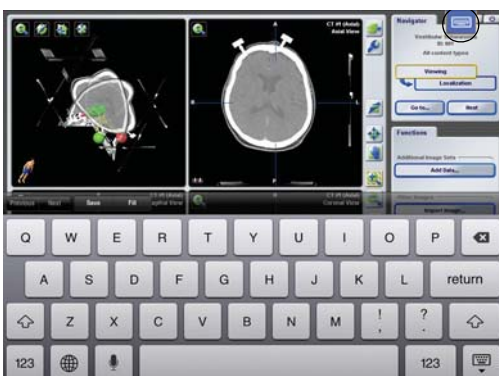 Navigator
CT #1 (Axial)
Axial View
A
R
L
P
All content types
Viewing
Localization
Go to...
Next
Functions
Additional Image Sets
Add Data...
Previous
Next
Save
Fill
CT #1 (Axial)
Sagittal View
CT #1 (Axial)
Coronal View
Import Image...
Q W E R T Y U I O P
A S D F G H J K L return
Z X C V B N M ! , ? .
123
123